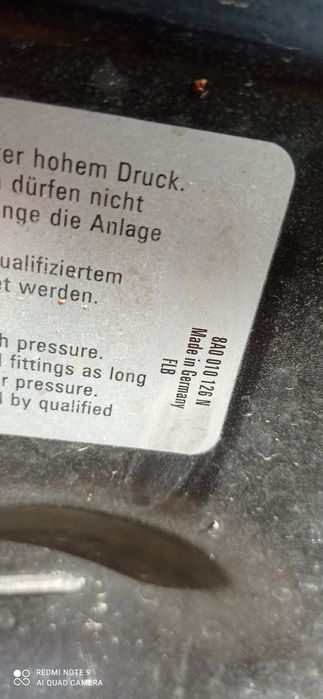 ter hohem Druck.
dürfen nicht
nge die Anlage
ualifiziertem
et werden.
h pressure.
fittings as long
r pressure.
by qualified
8A0 010 126 N
Made in Germany
FLB
REDMI NOTE 9
AI QUAD CAMERA